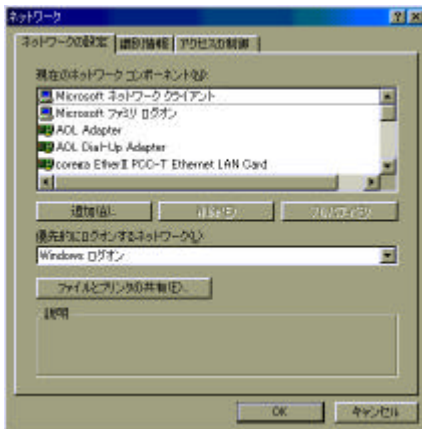 ネットワーク
ネットワークの設定 識別情報 アクセスの制御
現在のネットワーク コンポーネント(N):
Microsoft ネットワーク クライアント
Microsoft ファミリ ログオン
AOL Adapter
AOL Dial-Up Adapter
corega EtherII PCC-T Ethernet LAN Card
追加(A)... 削除(E) プロパティ(R)
優先的にログオンするネットワーク(L):
Windows ログオン
ファイルとプリンタの共有(F)...
説明
OK キャンセル